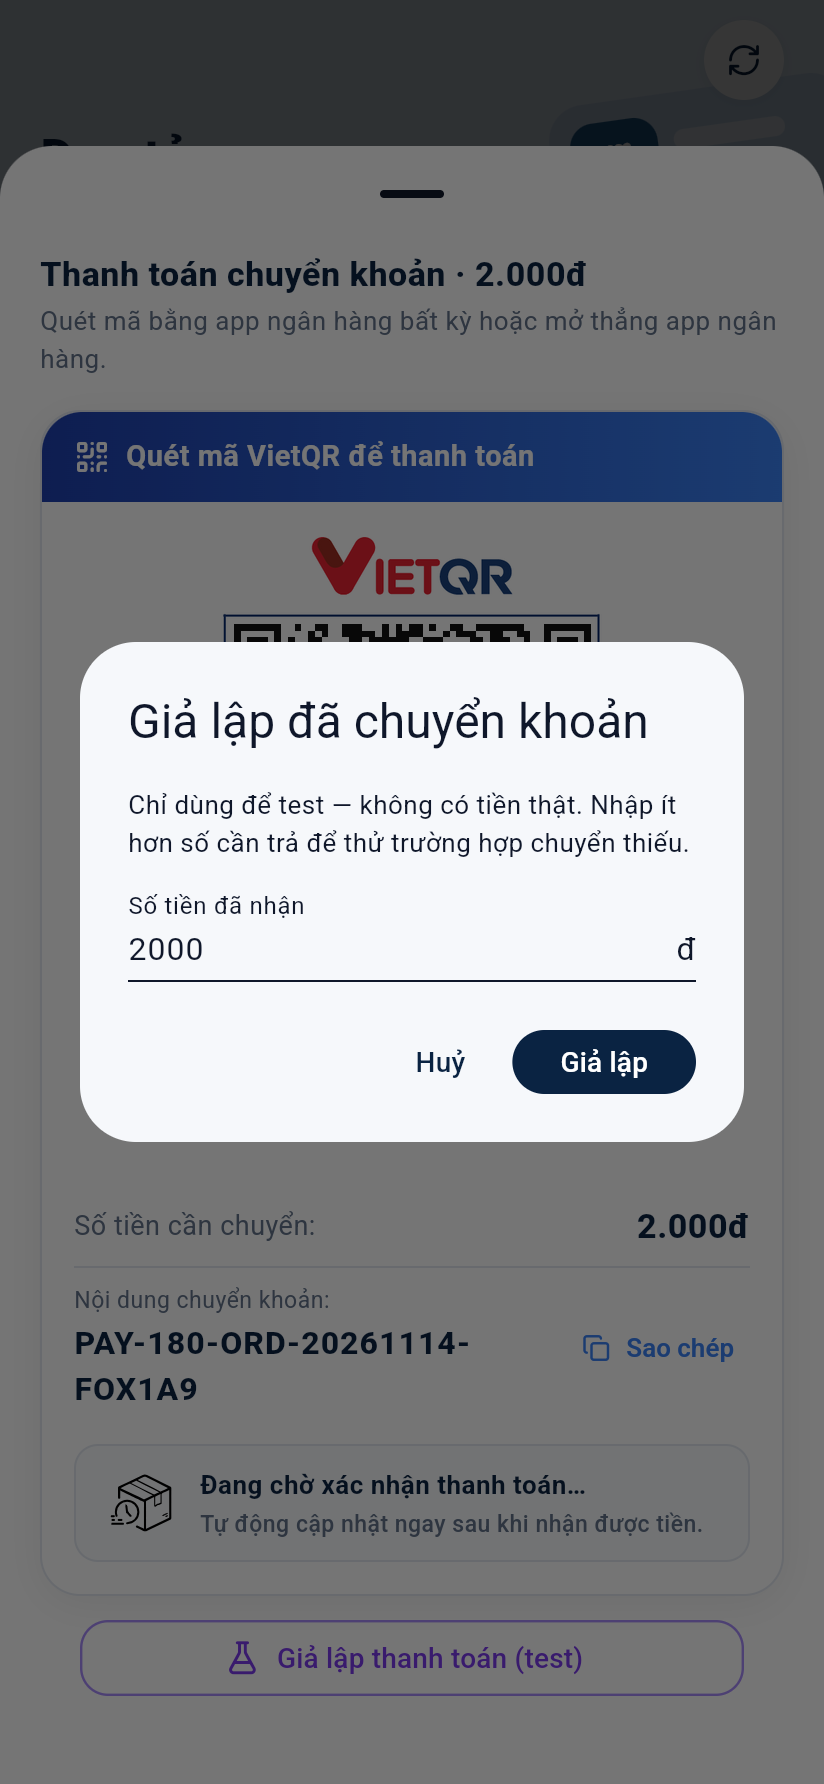 Thanh toán chuyển khoản · 2.000đ
Quét mã bằng app ngân hàng bất kỳ hoặc mở thẳng app ngân
hàng.
Quét mã VietQR để thanh toán
VIETQR
Giả lập đã chuyển khoản
Chỉ dùng để test — không có tiền thật. Nhập ít
hơn số cần trả để thử trường hợp chuyển thiếu.
Số tiền đã nhận
2000 đ
Huỷ Giả lập
Số tiền cần chuyển: 2.000đ
Nội dung chuyển khoản:
PAY-180-ORD-20261114-
FOX1A9
Sao chép
Đang chờ xác nhận thanh toán…
Tự động cập nhật ngay sau khi nhận được tiền.
Giả lập thanh toán (test)